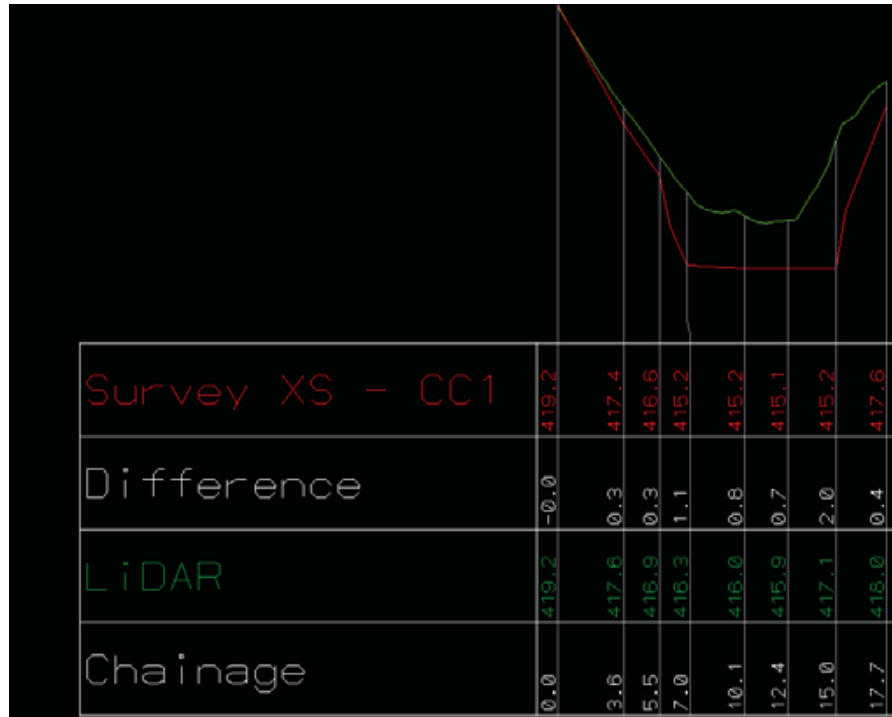 Survey XS - CC1 419.2 417.4 416.6 415.2 415.2 415.1 415.2 417.6
Difference -0.0 0.3 0.3 1.1 0.8 0.7 2.0 0.4
LiDAR 419.2 417.6 416.9 416.3 416.0 415.9 417.1 418.0
Chainage 0.0 3.6 5.5 7.0 10.1 12.4 15.0 17.7